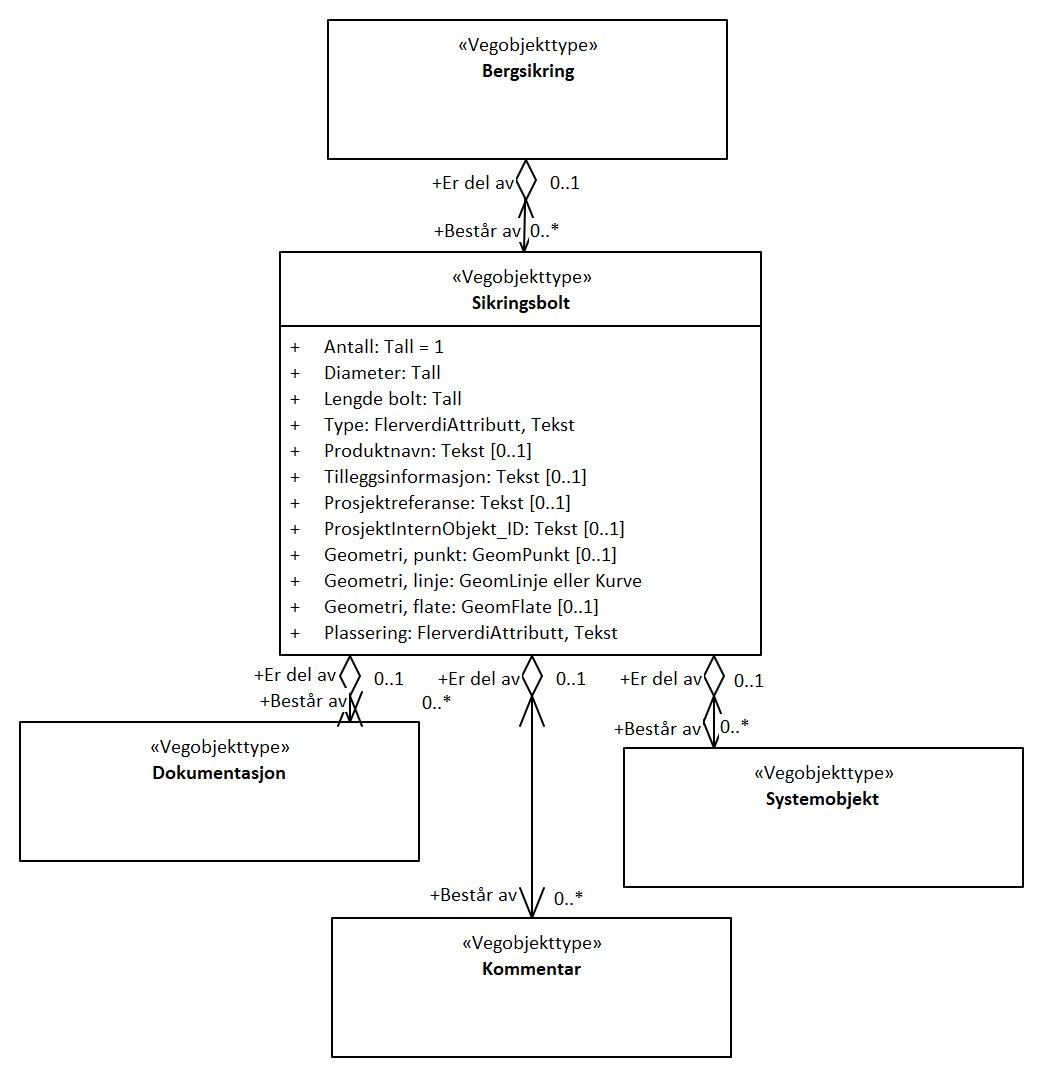 «Vegobjekttype»
Bergsikring
+Er del av 0..1
+Består av 0..*
«Vegobjekttype»
Sikringsbolt
+ Antall: Tall = 1
+ Diameter: Tall
+ Lengde bolt: Tall
+ Type: FlerverdiAttributt, Tekst
+ Produktnavn: Tekst [0..1]
+ Tilleggsinformasjon: Tekst [0..1]
+ Prosjektreferanse: Tekst [0..1]
+ ProsjektInternObjekt_ID: Tekst [0..1]
+ Geometri, punkt: GeomPunkt [0..1]
+ Geometri, linje: GeomLinje eller Kurve
+ Geometri, flate: GeomFlate [0..1]
+ Plassering: FlerverdiAttributt, Tekst
+Er del av 0..1
+Består av 0..*
«Vegobjekttype»
Dokumentasjon
+Er del av 0..1
+Består av 0..*
«Vegobjekttype»
Kommentar
+Er del av 0..1
+Består av 0..*
«Vegobjekttype»
Systemobjekt